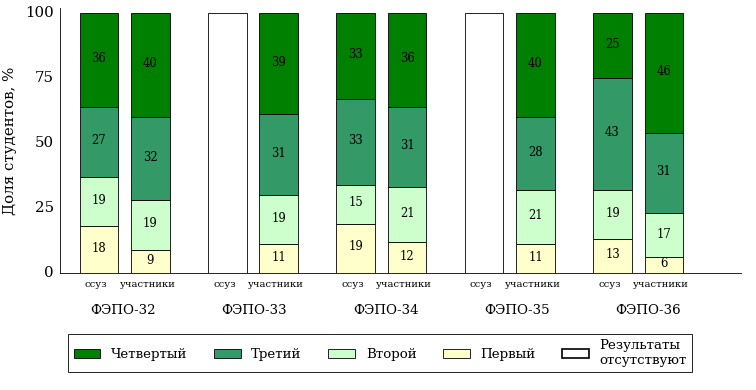 Доля студентов, %
100
75
50
25
0
36 40 39 33 36 40 25 46
27 32 31 33 31 28 43 31
19 19 19 15 21 21 19 17
18 9 11 19 12 11 13 6
ссуз участники ссуз участники ссуз участники ссуз участники ссуз участники
ФЭПО-32 ФЭПО-33 ФЭПО-34 ФЭПО-35 ФЭПО-36
Четвертый Третий Второй Первый Результаты
отсутствуют